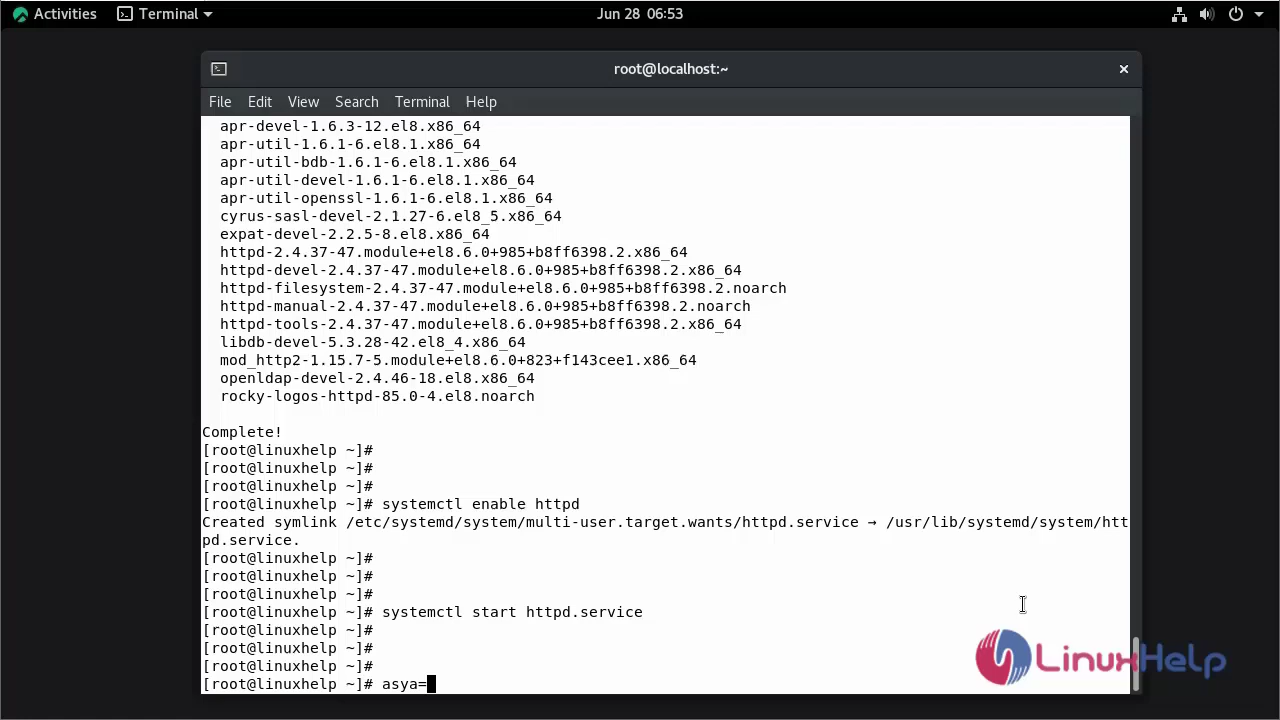 Activities Terminal Jun 28 06:53
root@localhost:~
File Edit View Search Terminal Help
apr-devel-1.6.3-12.el8.x86_64
apr-util-1.6.1-6.el8.1.x86_64
apr-util-bdb-1.6.1-6.el8.1.x86_64
apr-util-devel-1.6.1-6.el8.1.x86_64
apr-util-openssl-1.6.1-6.el8.1.x86_64
cyrus-sasl-devel-2.1.27-6.el8_5.x86_64
expat-devel-2.2.5-8.el8.x86_64
httpd-2.4.37-47.module+el8.6.0+985+b8ff6398.2.x86_64
httpd-devel-2.4.37-47.module+el8.6.0+985+b8ff6398.2.x86_64
httpd-filesystem-2.4.37-47.module+el8.6.0+985+b8ff6398.2.noarch
httpd-manual-2.4.37-47.module+el8.6.0+985+b8ff6398.2.noarch
httpd-tools-2.4.37-47.module+el8.6.0+985+b8ff6398.2.x86_64
libdb-devel-5.3.28-42.el8_4.x86_64
mod_http2-1.15.7-5.module+el8.6.0+823+f143cee1.x86_64
openldap-devel-2.4.46-18.el8.x86_64
rocky-logos-httpd-85.0-4.el8.noarch
Complete!
[root@linuxhelp ~]#
[root@linuxhelp ~]#
[root@linuxhelp ~]#
[root@linuxhelp ~]# systemctl enable httpd
Created symlink /etc/systemd/system/multi-user.target.wants/httpd.service → /usr/lib/systemd/system/htt
pd.service.
[root@linuxhelp ~]#
[root@linuxhelp ~]#
[root@linuxhelp ~]#
[root@linuxhelp ~]# systemctl start httpd.service
[root@linuxhelp ~]#
[root@linuxhelp ~]#
[root@linuxhelp ~]#
[root@linuxhelp ~]# asya=
LinuxHelp